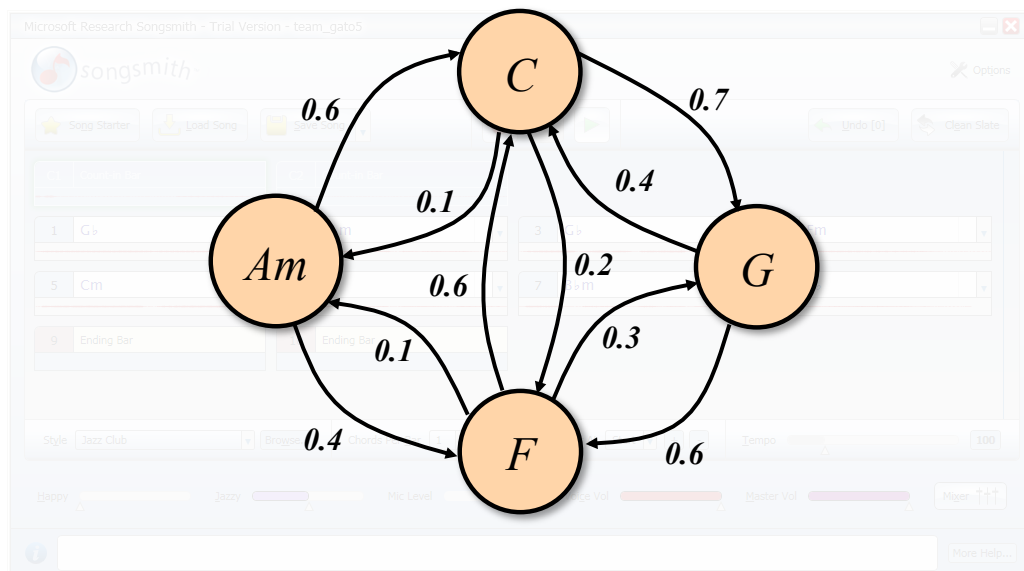 Microsoft Research Songsmith - Trial Version - team_gato5
songsmith
Options
Song Starter
Load Song
Undo [0]
Clean Slate
C
0.6
0.7
0.1
0.4
1 G♭
3 G♭
Am
0.6
0.2
G
5 Cm
7
0.3
0.1
9 Ending Bar
Ending Bar
0.4
F
0.6
Style Jazz Club
Chords
Tempo
100
Happy
Jazzy
Mic Level
Master Vol
Mixer
More Help...